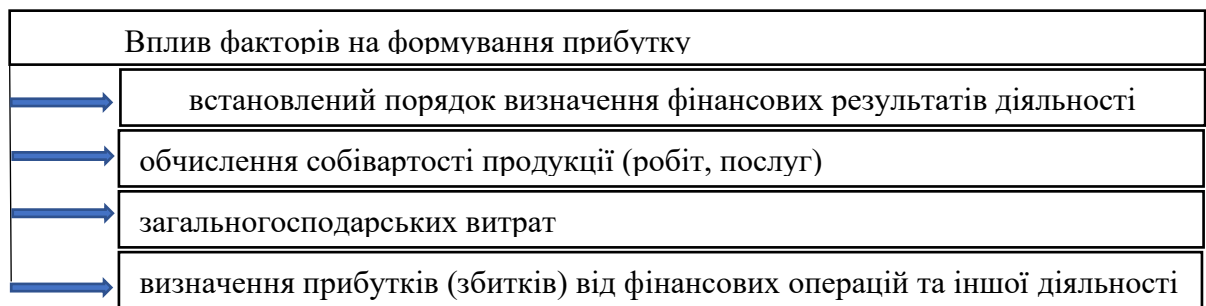 Вплив факторів на формування прибутку
встановлений порядок визначення фінансових результатів діяльності
обчислення собівартості продукції (робіт, послуг)
загальногосподарських витрат
визначення прибутків (збитків) від фінансових операцій та іншої діяльності